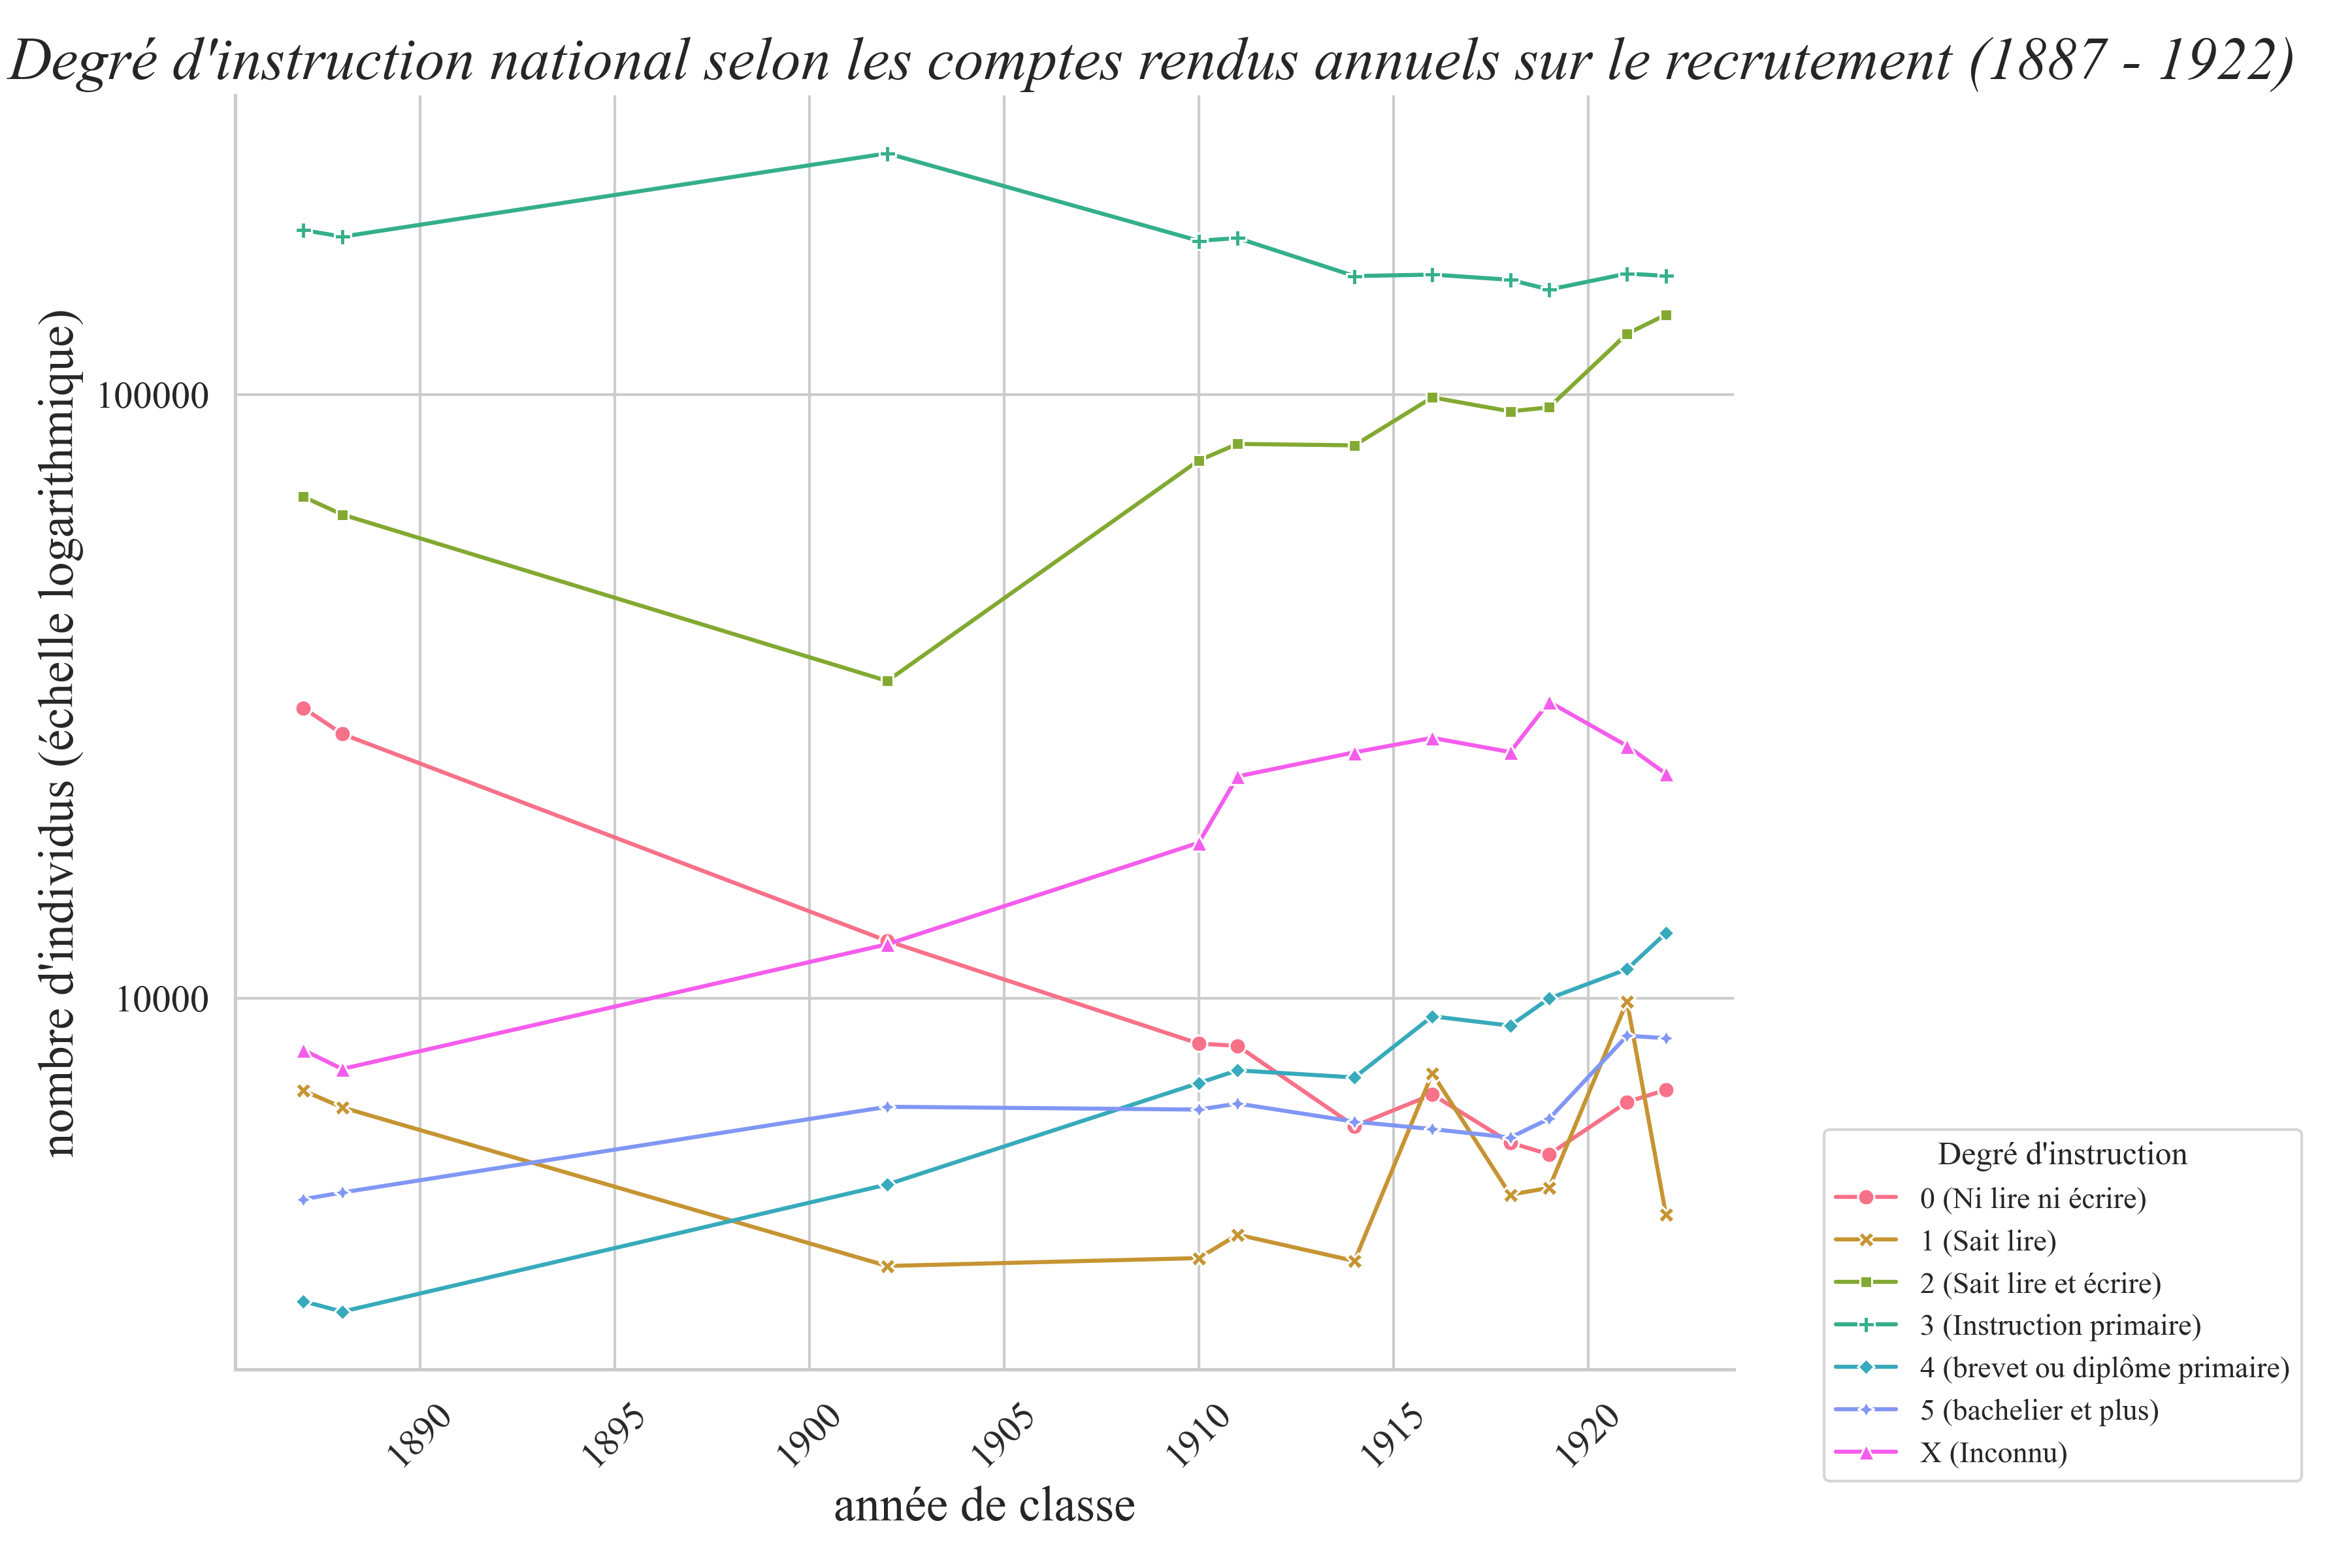 Degré d'instruction national selon les comptes rendus annuels sur le recrutement (1887 - 1922)
nombre d'individus (échelle logarithmique)
100000
10000
1890
1895
1900
1905
1910
1915
1920
année de classe
Degré d'instruction
0 (Ni lire ni écrire)
1 (Sait lire)
2 (Sait lire et écrire)
3 (Instruction primaire)
4 (brevet ou diplôme primaire)
5 (bachelier et plus)
X (Inconnu)